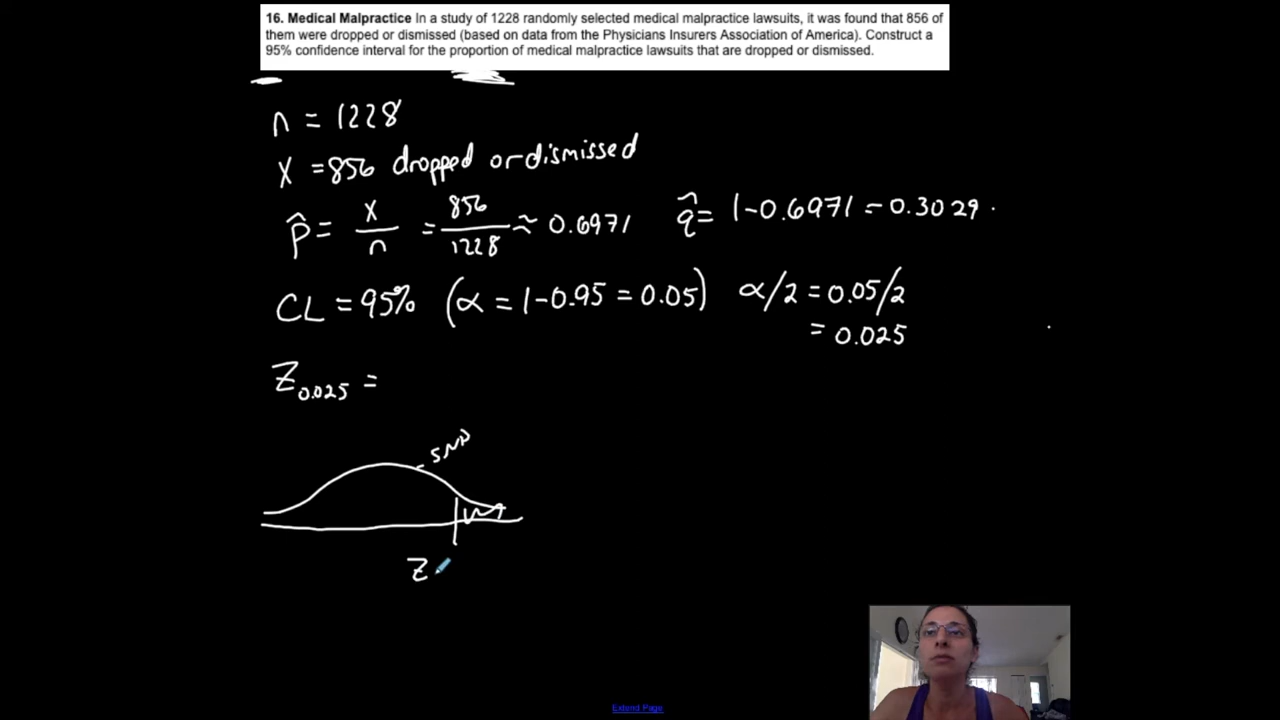 16. Medical Malpractice In a study of 1228 randomly selected medical malpractice lawsuits, it was found that 856 of
them were dropped or dismissed (based on data from the Physicians Insurers Association of America). Construct a
95% confidence interval for the proportion of medical malpractice lawsuits that are dropped or dismissed.
n = 1228
X = 856 dropped or dismissed
p̂ = X/n = 856/1228 ≈ 0.6971 q̂ = 1-0.6971 = 0.3029.
CL = 95% (α = 1-0.95 = 0.05) α/2 = 0.05/2
= 0.025
Z0.025 =
SND
Z
Extend Page